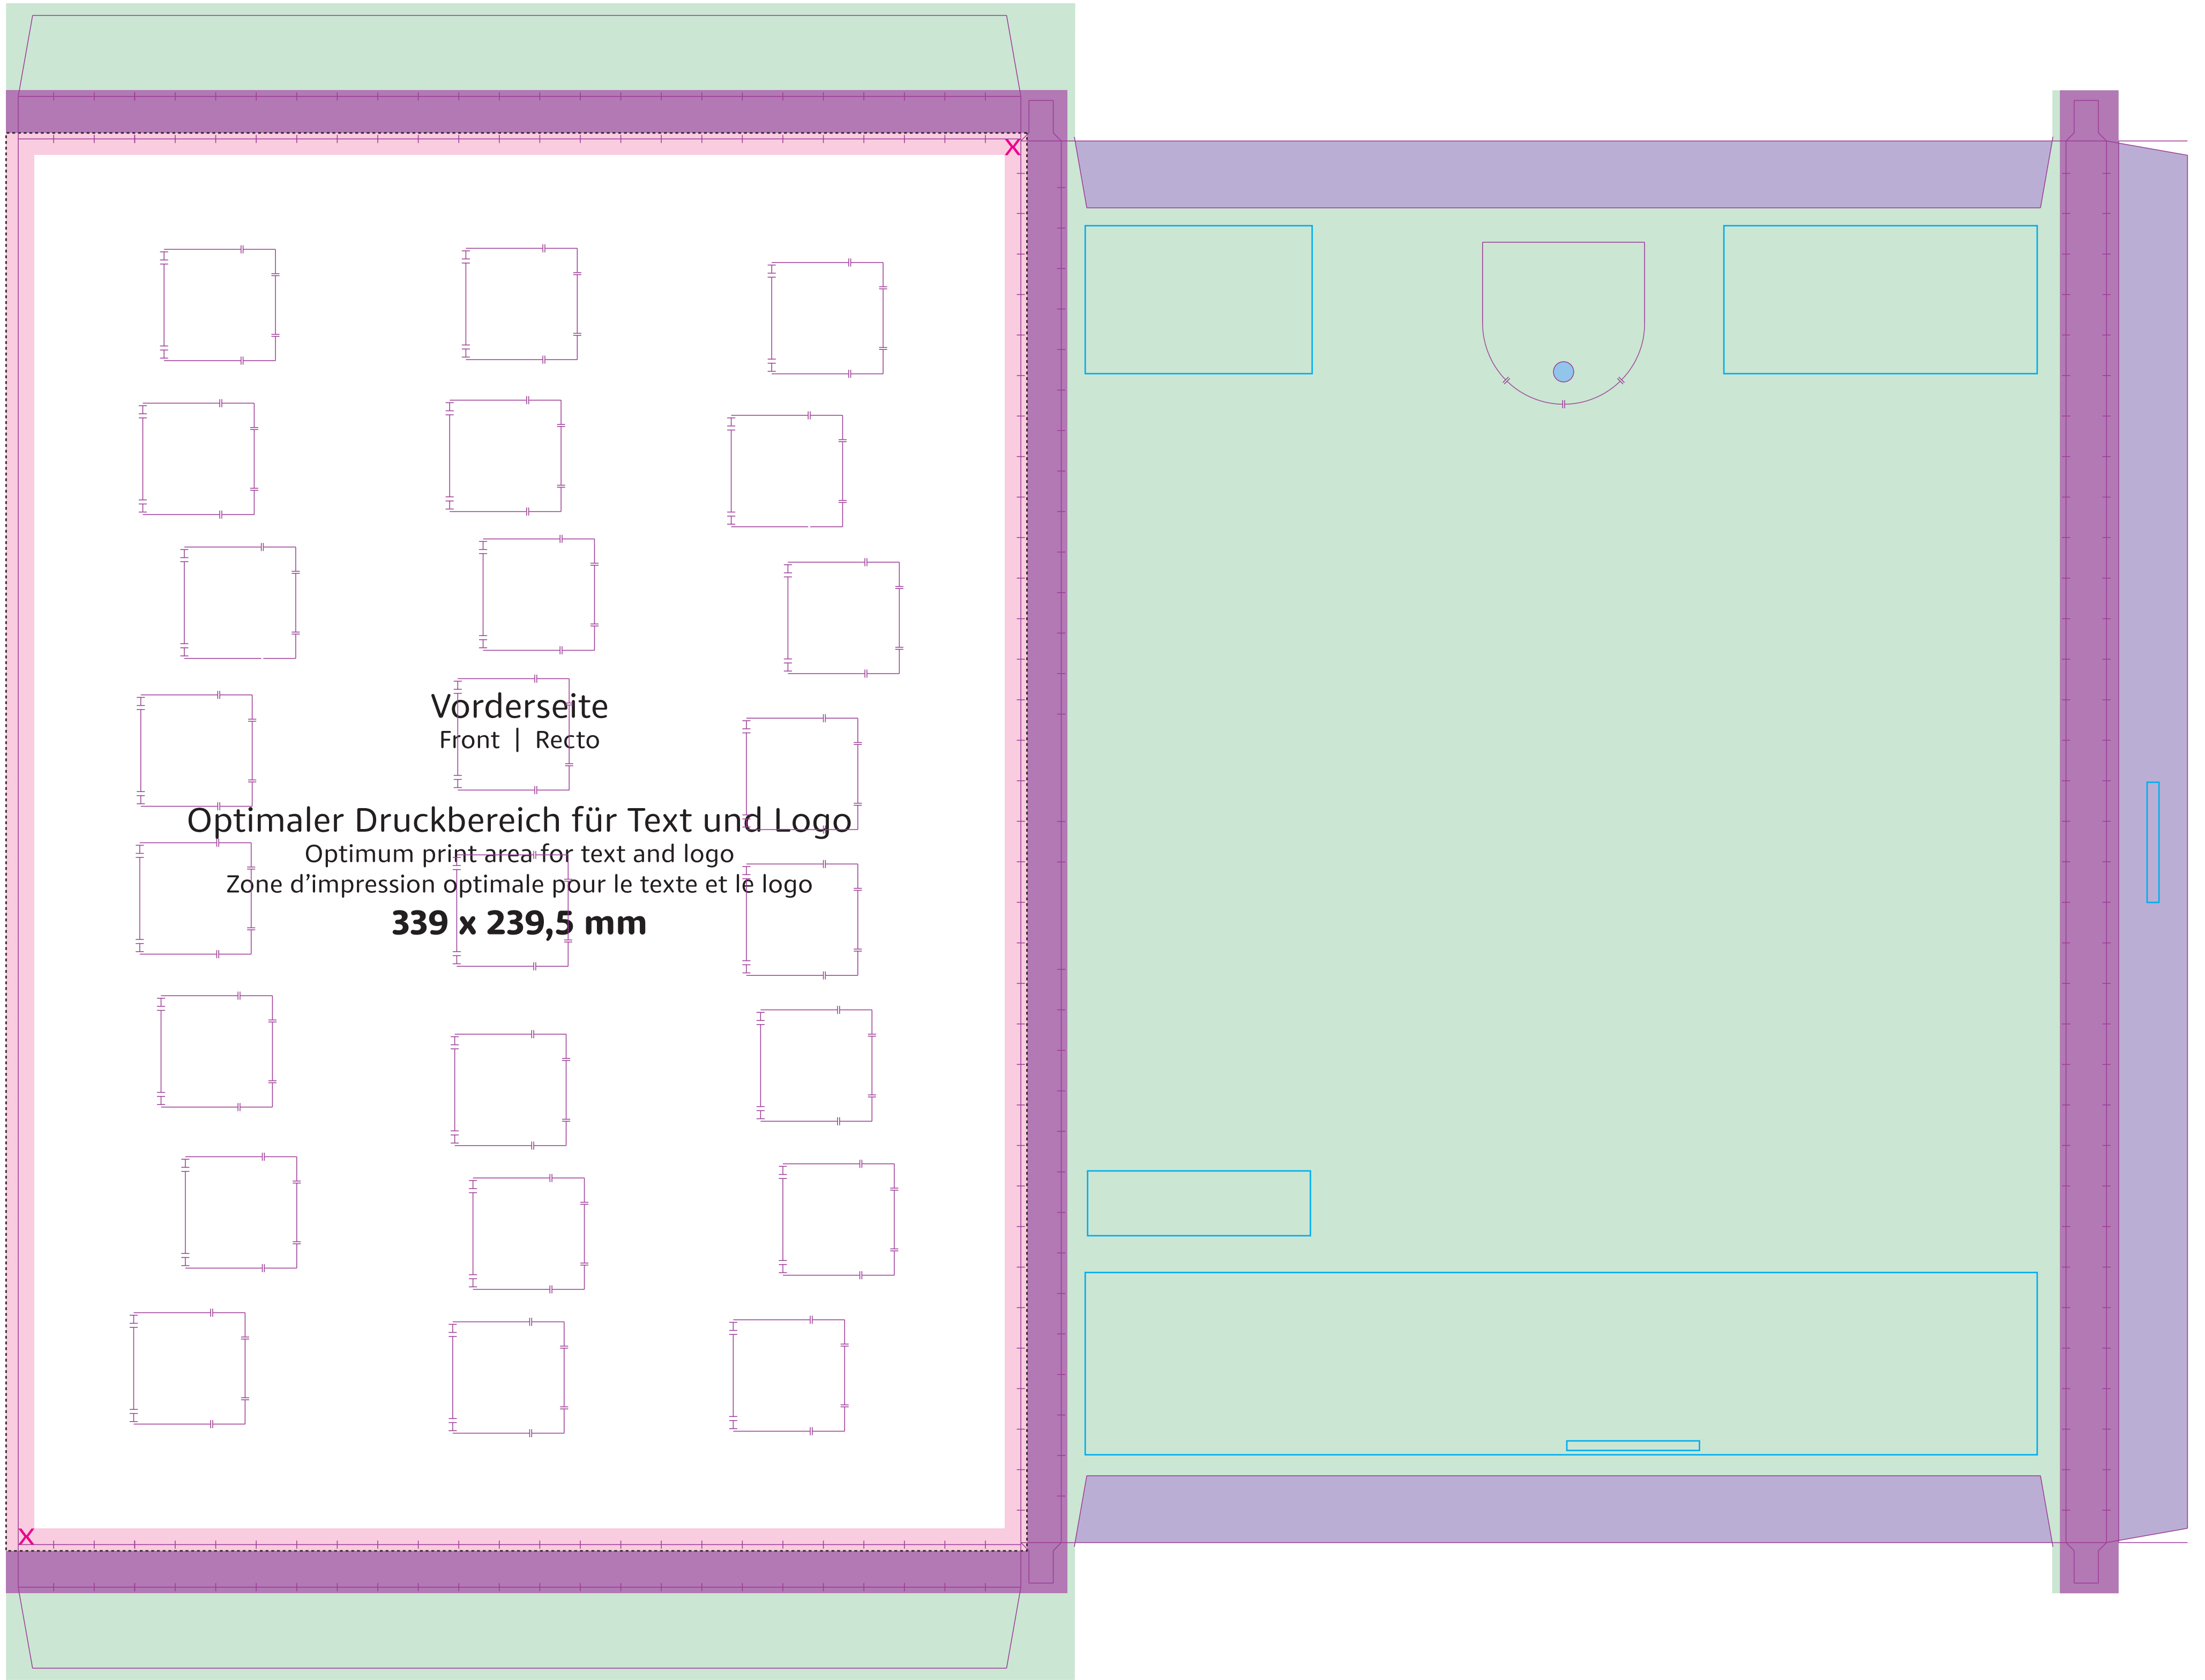 X
Vorderseite
Front | Recto
Optimaler Druckbereich für Text und Logo
Optimum print area for text and logo
Zone d’impression optimale pour le texte et le logo
339 x 239,5 mm
X